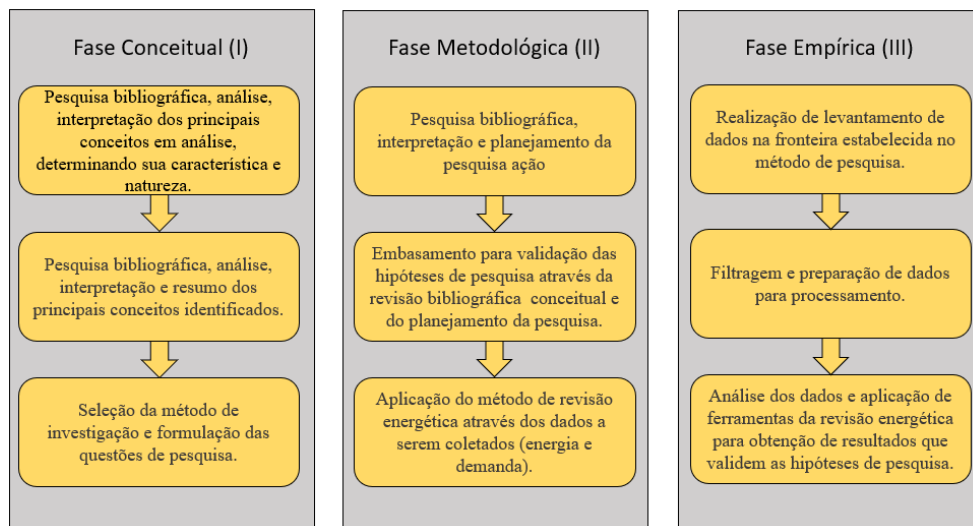 Fase Conceitual (I)
Pesquisa bibliográfica, análise,
interpretação dos principais
conceitos em análise,
determinando sua característica e
natureza.
Pesquisa bibliográfica, análise,
interpretação e resumo dos
principais conceitos identificados.
Seleção da método de
investigação e formulação das
questões de pesquisa.
Fase Metodológica (II)
Pesquisa bibliográfica,
interpretação e planejamento da
pesquisa ação
Embasamento para validação das
hipóteses de pesquisa através da
revisão bibliográfica conceitual e
do planejamento da pesquisa.
Aplicação do método de revisão
energética através dos dados a
serem coletados (energia e
demanda).
Fase Empírica (III)
Realização de levantamento de
dados na fronteira estabelecida no
método de pesquisa.
Filtragem e preparação de dados
para processamento.
Análise dos dados e aplicação de
ferramentas da revisão energética
para obtenção de resultados que
validem as hipóteses de pesquisa.